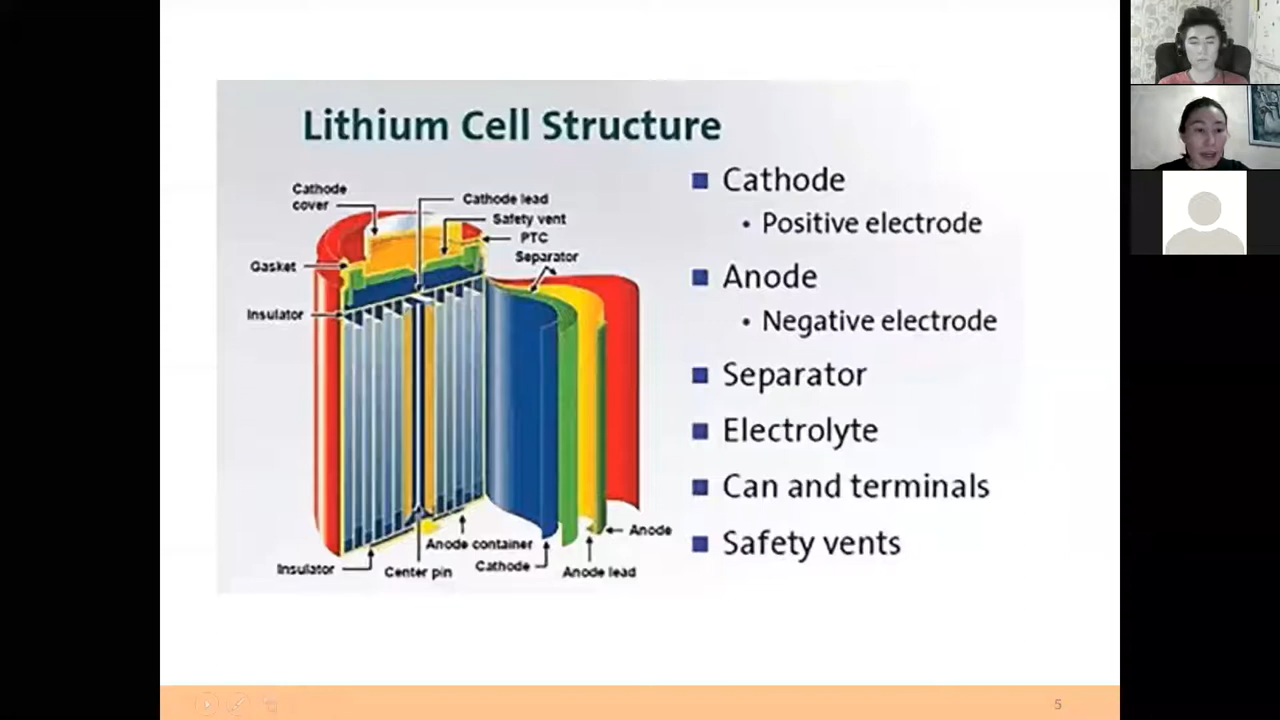 Lithium Cell Structure
Cathode
cover
Cathode lead
Safety vent
PTC
Separator
Gasket
Insulator
Anode
Anode container
Cathode
Insulator
Center pin
Anode lead
Cathode
• Positive electrode
Anode
• Negative electrode
Separator
Electrolyte
Can and terminals
Safety vents
5